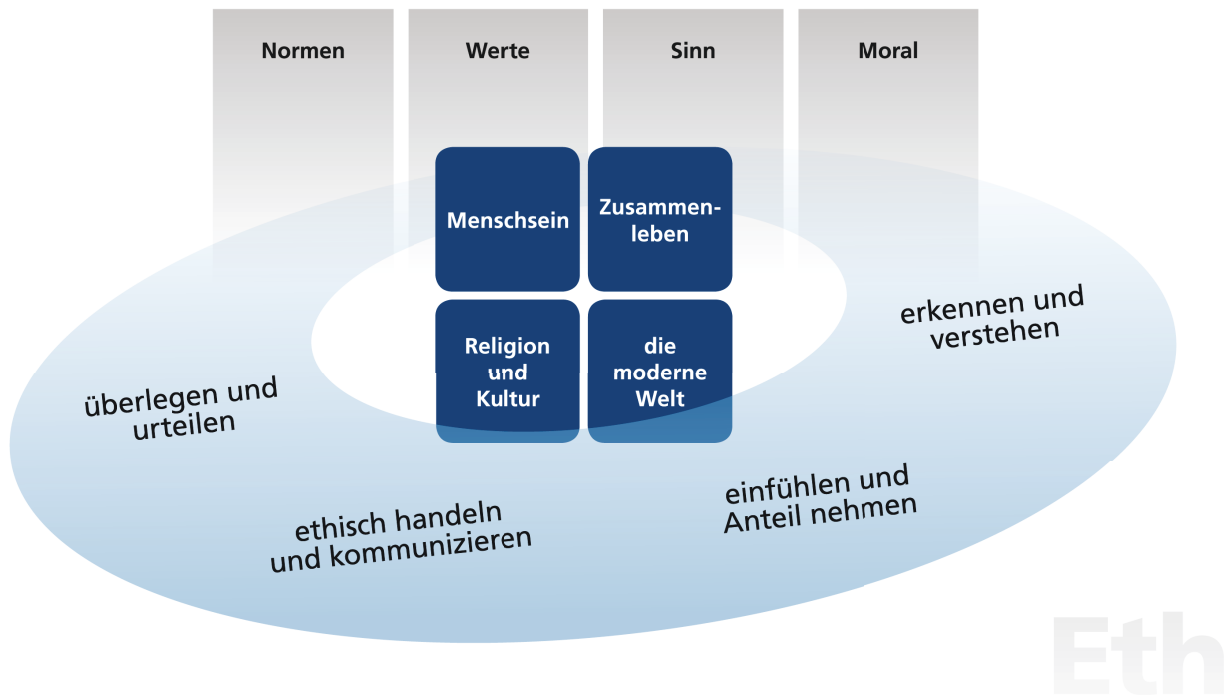 Normen
Werte
Sinn
Moral
Menschsein
Zusammen-
leben
Religion
und
Kultur
die
moderne
Welt
erkennen und
verstehen
überlegen und
urteilen
einfühlen und
Anteil nehmen
ethisch handeln
und kommunizieren
Eth